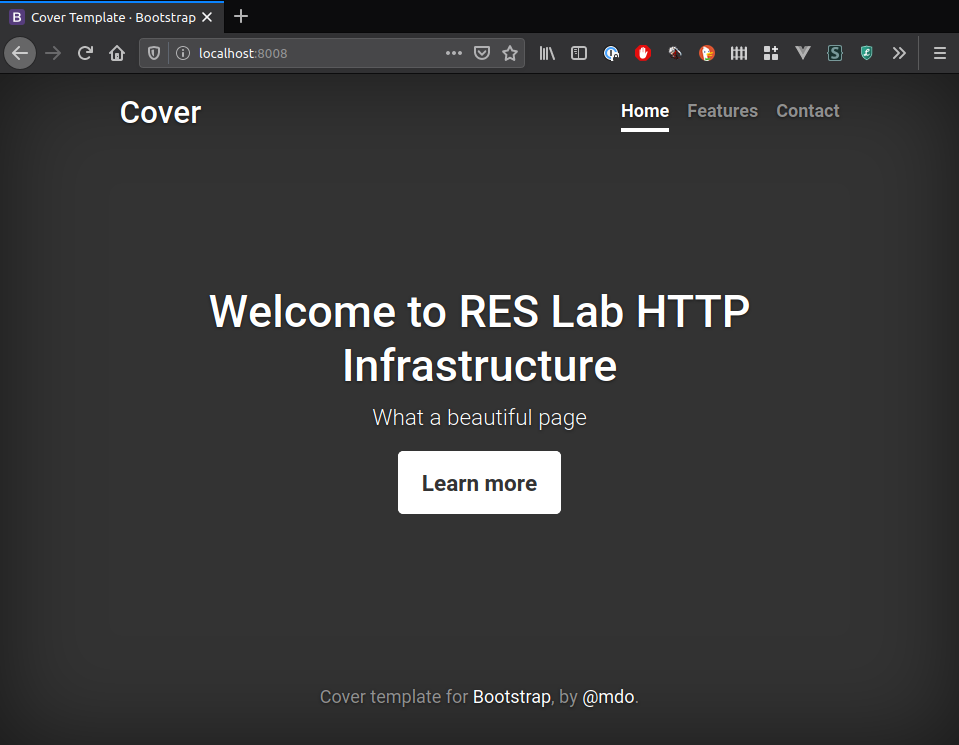 B Cover Template · Bootstrap
localhost:8008
Cover
Home Features Contact
Welcome to RES Lab HTTP
Infrastructure
What a beautiful page
Learn more
Cover template for Bootstrap, by @mdo.